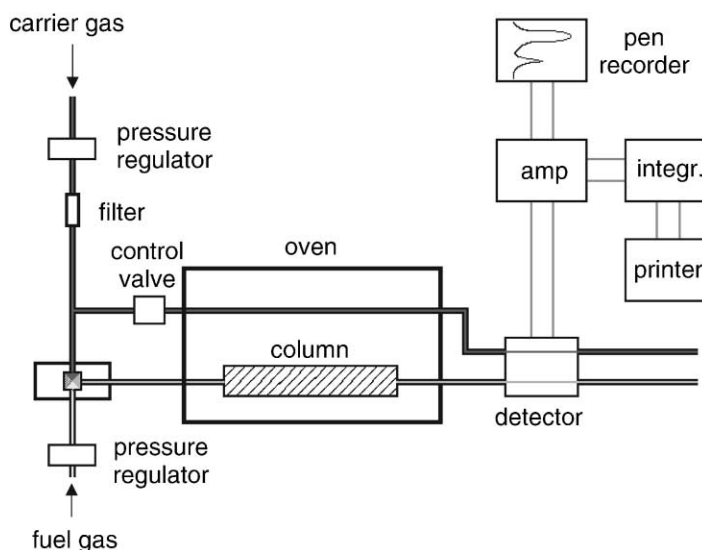 carrier gas
pen
recorder
pressure
regulator
amp
integr.
filter
control
valve
oven
printer
column
detector
pressure
regulator
fuel gas